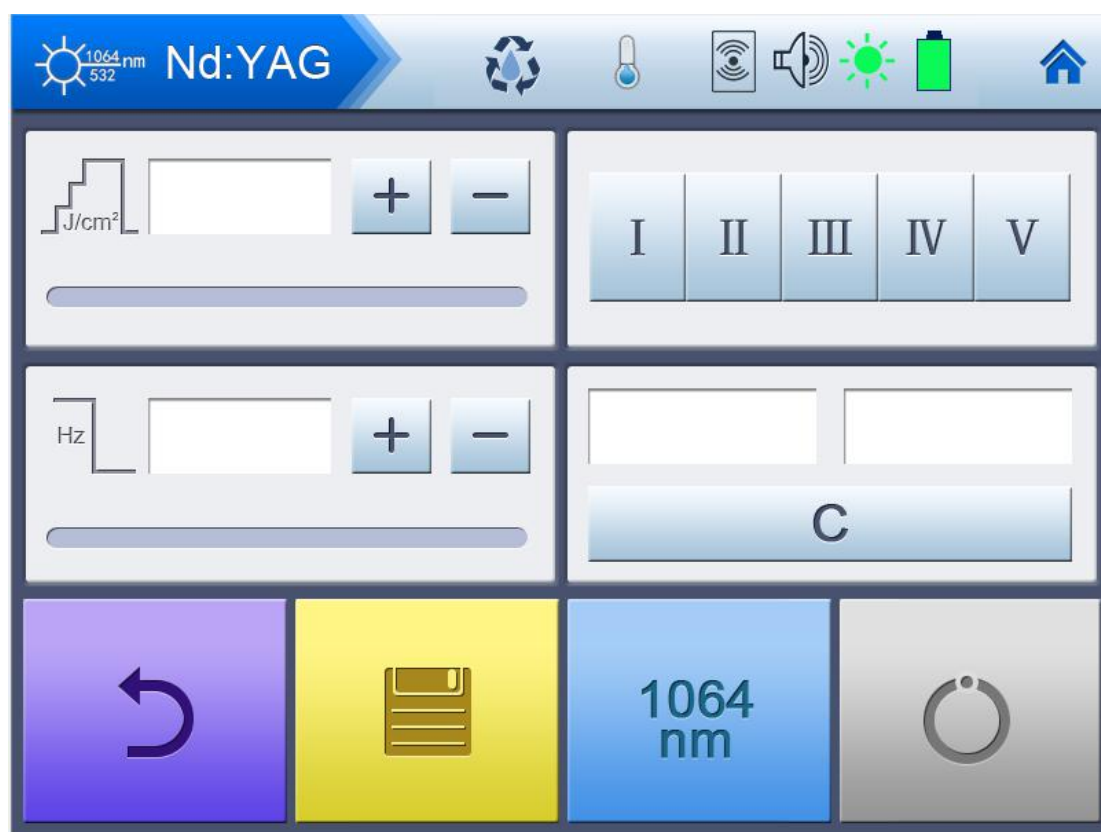 1064 nm Nd:YAG
532
J/cm²
I II III IV V
Hz
C
1064
nm